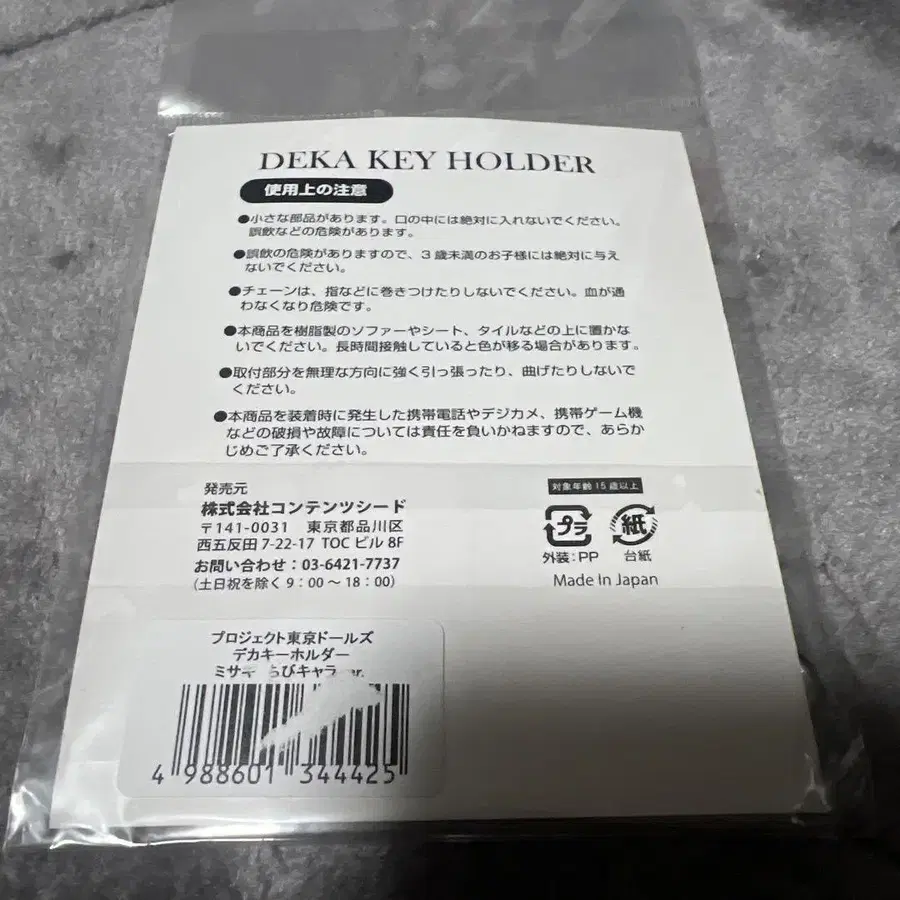 DEKA KEY HOLDER
使用上の注意
●小さな部品があります。口の中には絶対に入れないでください。
誤飲などの危険があります。
●誤飲の危険がありますので、3歳未満のお子様には絶対に与え
ないでください。
●チェーンは、指などに巻きつけたりしないでください。血が通
わなくなり危険です。
●本商品を樹脂製のソファーやシート、タイルなどの上に置かな
いでください。長時間接触していると色が移る場合があります。
●取付部分を無理な方向に強く引っ張ったり、曲げたりしないで
ください。
●本商品を装着時に発生した携帯電話やデジカメ、携帯ゲーム機
などの破損や故障については責任を負いかねますので、あらか
じめご了承ください。
発売元
株式会社コンテンツシード
〒141-0031 東京都品川区
西五反田 7-22-17 TOC ビル 8F
お問い合わせ：03-6421-7737
（土日祝を除く 9：00～18：00）
対象年齢15歳以上
プラ
紙
外装：PP
台紙
Made In Japan
プロジェクト東京ドールズ
デカキーホルダー
ミサキ びキャラ
4 988601 344425